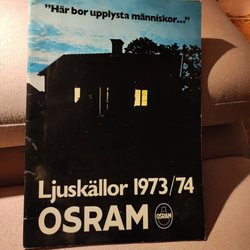 "Här bor upplysta människor..."
Ljuskällor 1973/74
OSRAM
OSRAM